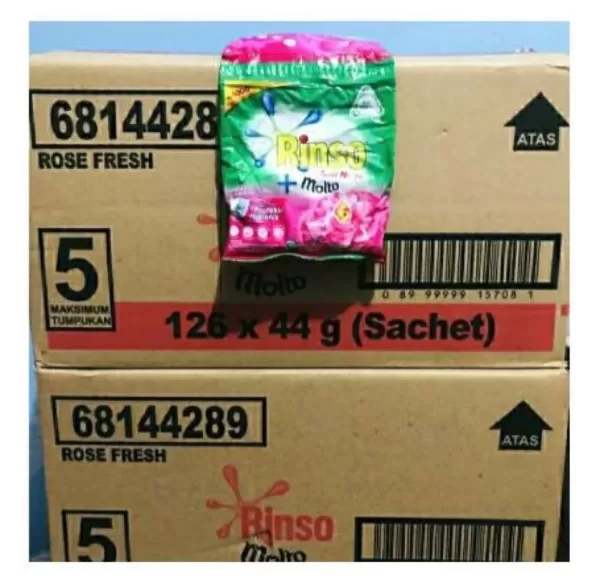 6814428
ROSE FRESH
Rinso
+ Molto
5
MAKSIMUM
TUMPUKAN
ATAS
Molto
0 89 99999 15708 1
126 x 44 g (Sachet)
68144289
ROSE FRESH
ATAS
5
Rinso
Molto